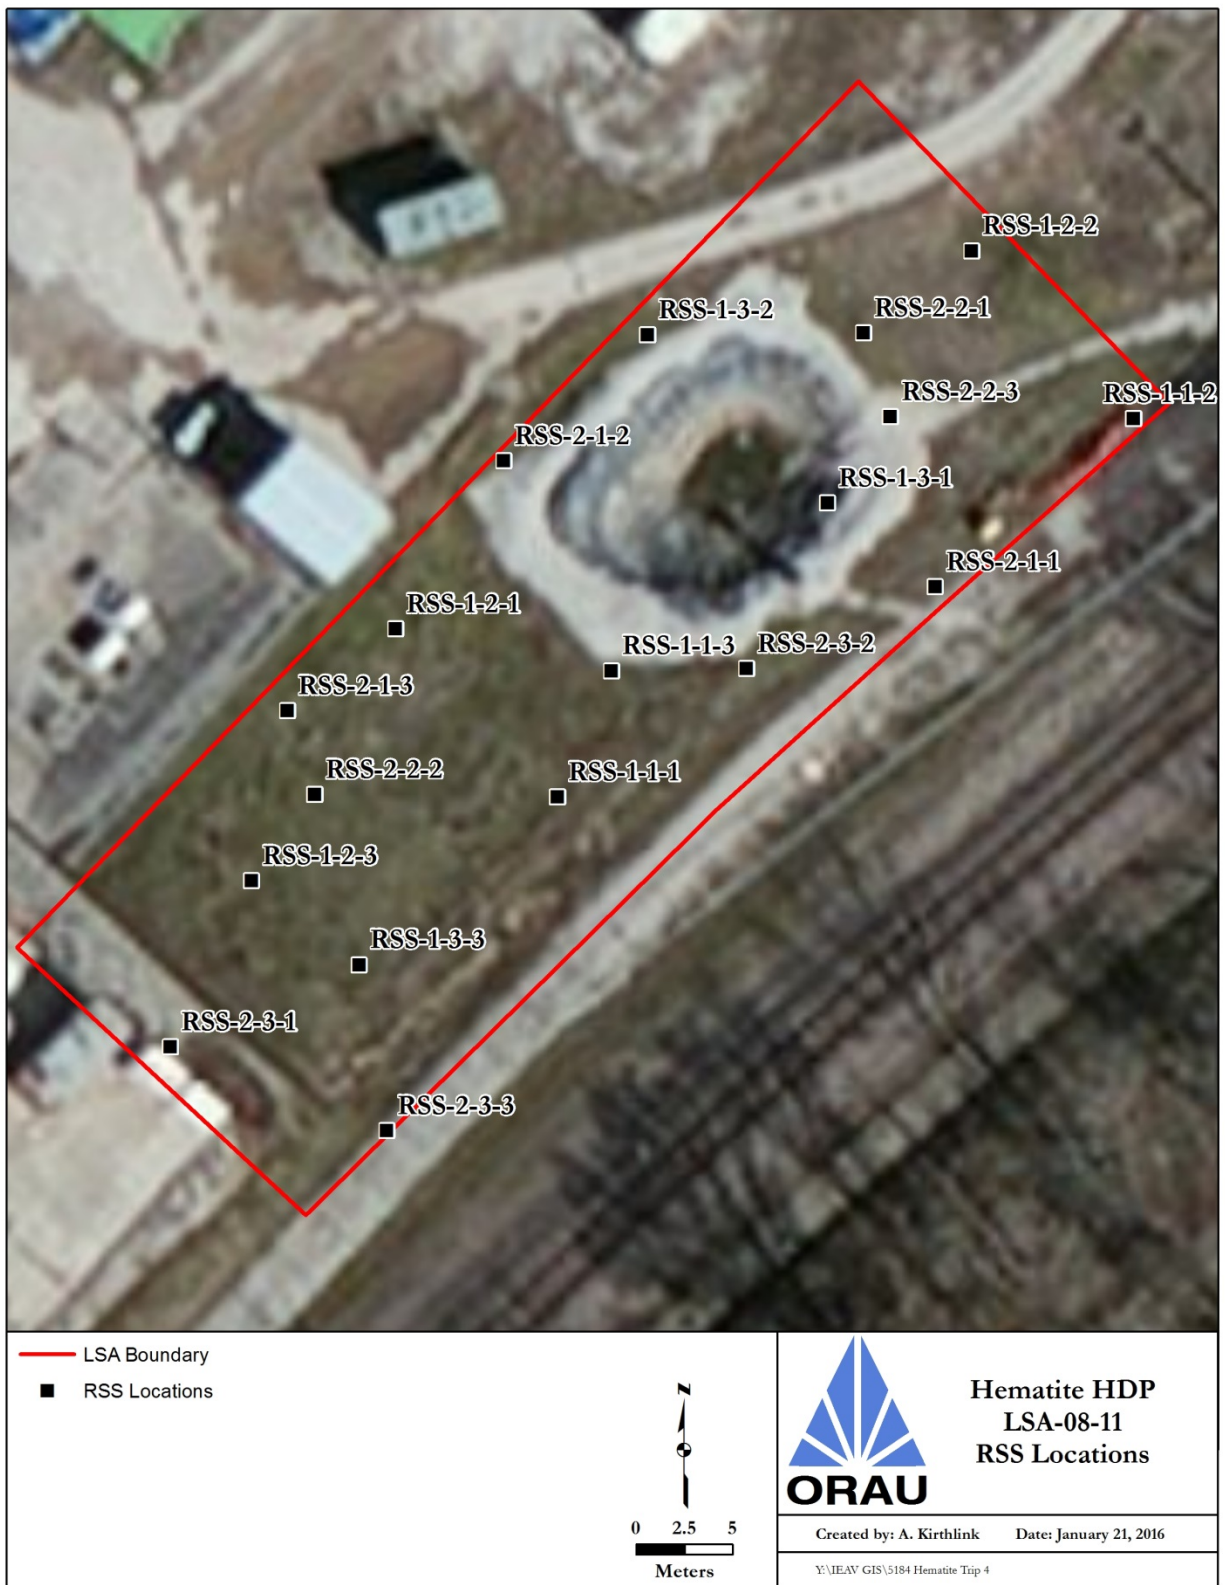 RSS-1-2-2
RSS-1-3-2
RSS-2-2-1
RSS-1-1-2
RSS-2-2-3
RSS-2-1-2
RSS-1-3-1
RSS-2-1-1
RSS-1-2-1
RSS-1-1-3
RSS-2-3-2
RSS-2-1-3
RSS-2-2-2
RSS-1-1-1
RSS-1-2-3
RSS-1-3-3
RSS-2-3-1
RSS-2-3-3
LSA Boundary
RSS Locations
N
0 2.5 5
Meters
ORAU
Hematite HDP
LSA-08-11
RSS Locations
Created by: A. Kirthlink Date: January 21, 2016
Y:\IEAV GIS\5184 Hematite Trip 4